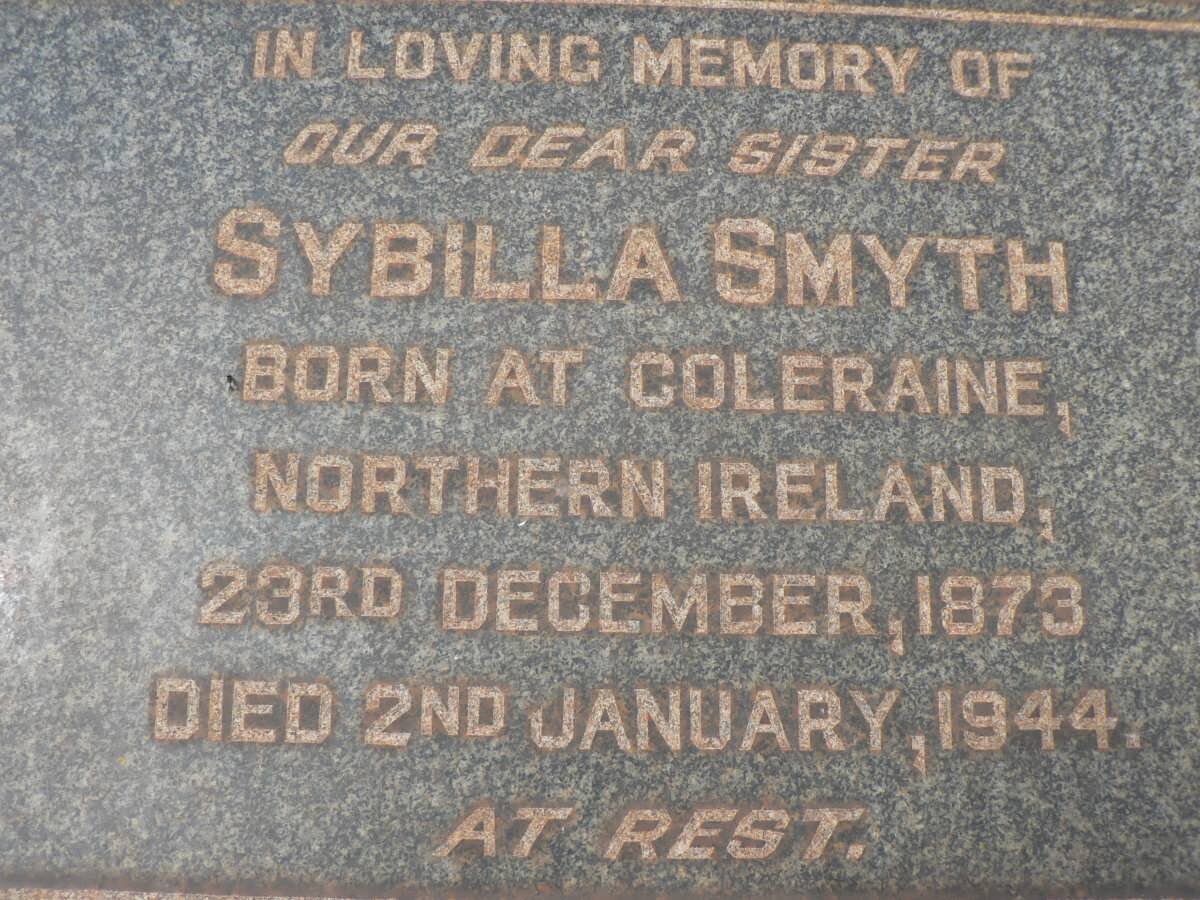 IN LOVING MEMORY OF
OUR DEAR SISTER
SYBILLA SMYTH
BORN AT COLERAINE,
NORTHERN IRELAND,
23RD DECEMBER, 1873
DIED 2ND JANUARY, 1944.
AT REST.